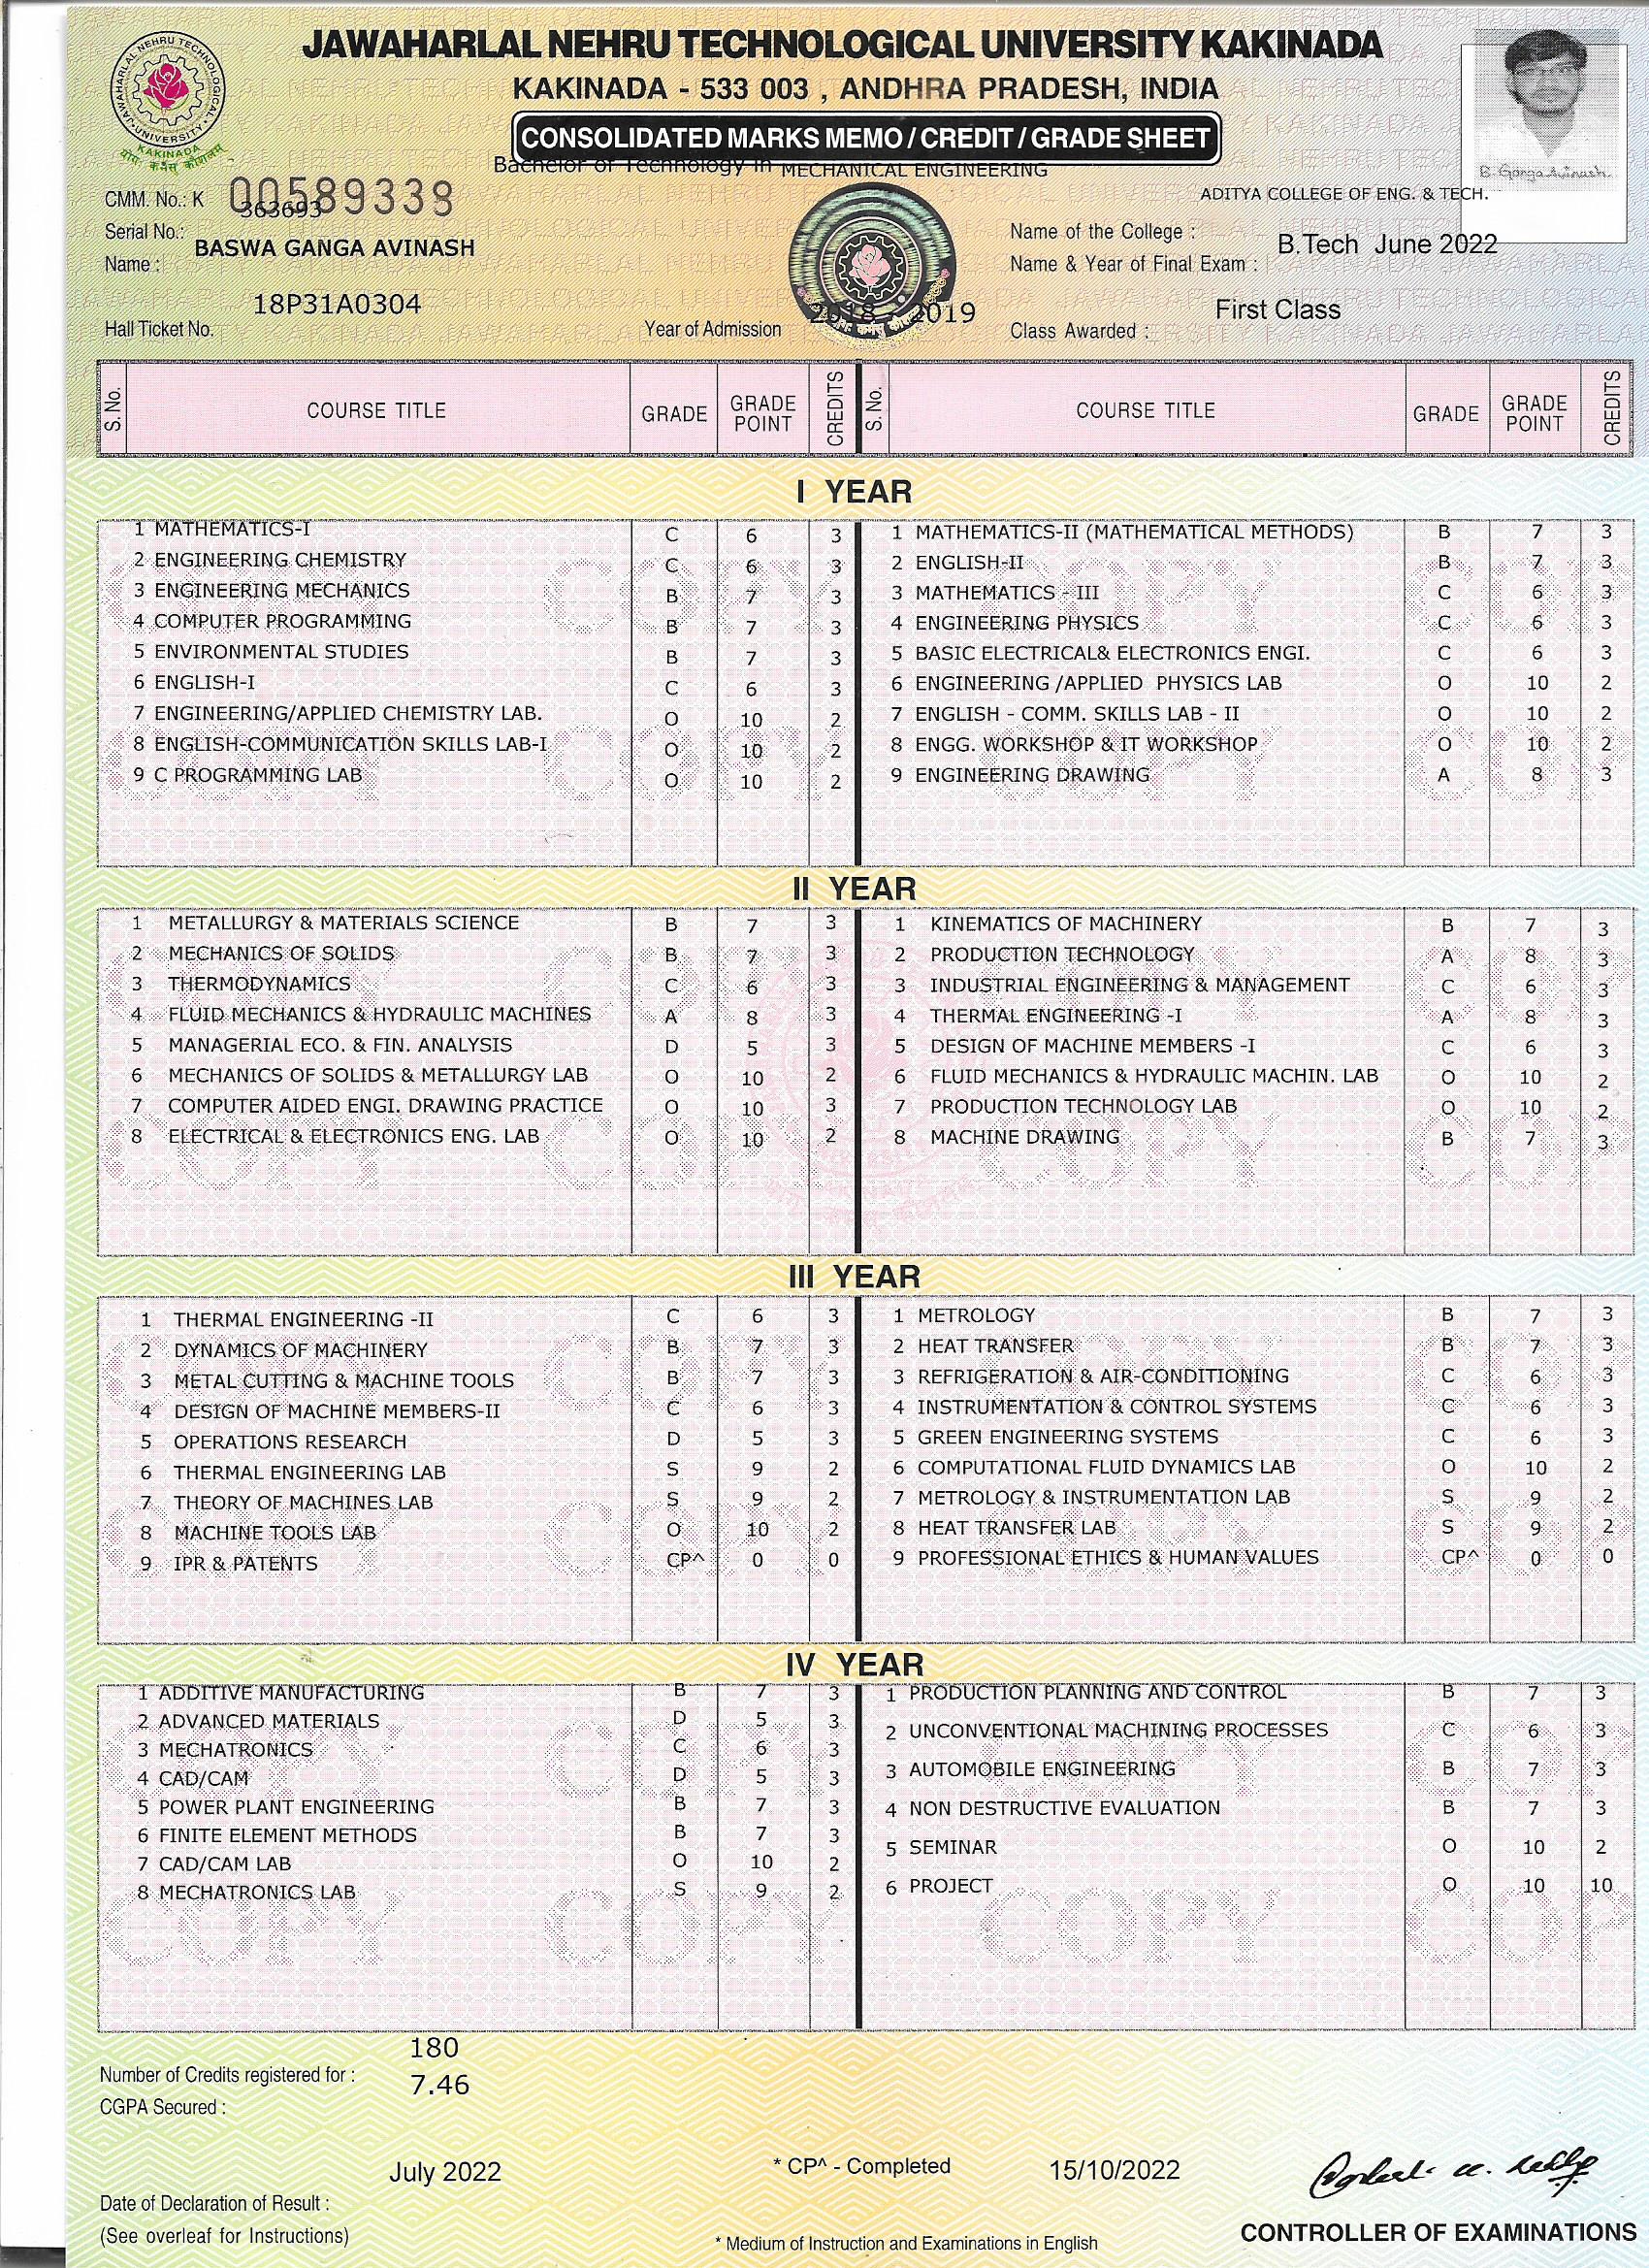 JAWAHARLAL NEHRU TECHNOLOGICAL UNIVERSITY KAKINADA
KAKINADA - 533 003 , ANDHRA PRADESH, INDIA
CONSOLIDATED MARKS MEMO / CREDIT / GRADE SHEET
Bachelor of Technology in MECHANICAL ENGINEERING
JAWAHARLAL NEHRU TECHNOLOGICAL UNIVERSITY
KAKINADA
B. Ganga Avinash.
CMM. No.: K 00589338
ADITYA COLLEGE OF ENG. & TECH.
Serial No.: 363693
Name of the College :
Name : BASWA GANGA AVINASH
Name & Year of Final Exam : B.Tech June 2022
Hall Ticket No. 18P31A0304
Year of Admission 2018 - 2019
Class Awarded : First Class
S. No. COURSE TITLE GRADE GRADE POINT CREDITS S. No. COURSE TITLE GRADE GRADE POINT CREDITS
I YEAR
1 MATHEMATICS-I C 6 3 1 MATHEMATICS-II (MATHEMATICAL METHODS) B 7 3
2 ENGINEERING CHEMISTRY C 6 3 2 ENGLISH-II B 7 3
3 ENGINEERING MECHANICS B 7 3 3 MATHEMATICS - III C 6 3
4 COMPUTER PROGRAMMING B 7 3 4 ENGINEERING PHYSICS C 6 3
5 ENVIRONMENTAL STUDIES B 7 3 5 BASIC ELECTRICAL& ELECTRONICS ENGI. C 6 3
6 ENGLISH-I C 6 3 6 ENGINEERING /APPLIED PHYSICS LAB O 10 2
7 ENGINEERING/APPLIED CHEMISTRY LAB. O 10 2 7 ENGLISH - COMM. SKILLS LAB - II O 10 2
8 ENGLISH-COMMUNICATION SKILLS LAB-I O 10 2 8 ENGG. WORKSHOP & IT WORKSHOP O 10 2
9 C PROGRAMMING LAB O 10 2 9 ENGINEERING DRAWING A 8 3
II YEAR
1 METALLURGY & MATERIALS SCIENCE B 7 3 1 KINEMATICS OF MACHINERY B 7 3
2 MECHANICS OF SOLIDS B 7 3 2 PRODUCTION TECHNOLOGY A 8 3
3 THERMODYNAMICS C 6 3 3 INDUSTRIAL ENGINEERING & MANAGEMENT C 6 3
4 FLUID MECHANICS & HYDRAULIC MACHINES A 8 3 4 THERMAL ENGINEERING -I A 8 3
5 MANAGERIAL ECO. & FIN. ANALYSIS D 5 3 5 DESIGN OF MACHINE MEMBERS -I C 6 3
6 MECHANICS OF SOLIDS & METALLURGY LAB O 10 2 6 FLUID MECHANICS & HYDRAULIC MACHIN. LAB O 10 2
7 COMPUTER AIDED ENGI. DRAWING PRACTICE O 10 3 7 PRODUCTION TECHNOLOGY LAB O 10 2
8 ELECTRICAL & ELECTRONICS ENG. LAB O 10 2 8 MACHINE DRAWING B 7 3
III YEAR
1 THERMAL ENGINEERING -II C 6 3 1 METROLOGY B 7 3
2 DYNAMICS OF MACHINERY B 7 3 2 HEAT TRANSFER B 7 3
3 METAL CUTTING & MACHINE TOOLS B 7 3 3 REFRIGERATION & AIR-CONDITIONING C 6 3
4 DESIGN OF MACHINE MEMBERS-II C 6 3 4 INSTRUMENTATION & CONTROL SYSTEMS C 6 3
5 OPERATIONS RESEARCH D 5 3 5 GREEN ENGINEERING SYSTEMS C 6 3
6 THERMAL ENGINEERING LAB S 9 2 6 COMPUTATIONAL FLUID DYNAMICS LAB O 10 2
7 THEORY OF MACHINES LAB S 9 2 7 METROLOGY & INSTRUMENTATION LAB S 9 2
8 MACHINE TOOLS LAB O 10 2 8 HEAT TRANSFER LAB S 9 2
9 IPR & PATENTS CP^ 0 0 9 PROFESSIONAL ETHICS & HUMAN VALUES CP^ 0 0
IV YEAR
1 ADDITIVE MANUFACTURING B 7 3 1 PRODUCTION PLANNING AND CONTROL B 7 3
2 ADVANCED MATERIALS D 5 3 2 UNCONVENTIONAL MACHINING PROCESSES C 6 3
3 MECHATRONICS C 6 3 3 AUTOMOBILE ENGINEERING B 7 3
4 CAD/CAM D 5 3 4 NON DESTRUCTIVE EVALUATION B 7 3
5 POWER PLANT ENGINEERING B 7 3 5 SEMINAR O 10 2
6 FINITE ELEMENT METHODS B 7 3 6 PROJECT O 10 10
7 CAD/CAM LAB O 10 2
8 MECHATRONICS LAB S 9 2
COPY COPY COPY COPY
Number of Credits registered for : 180
CGPA Secured : 7.46
July 2022 * CP^ - Completed 15/10/2022
Date of Declaration of Result :
(See overleaf for Instructions)
* Medium of Instruction and Examinations in English
CONTROLLER OF EXAMINATIONS